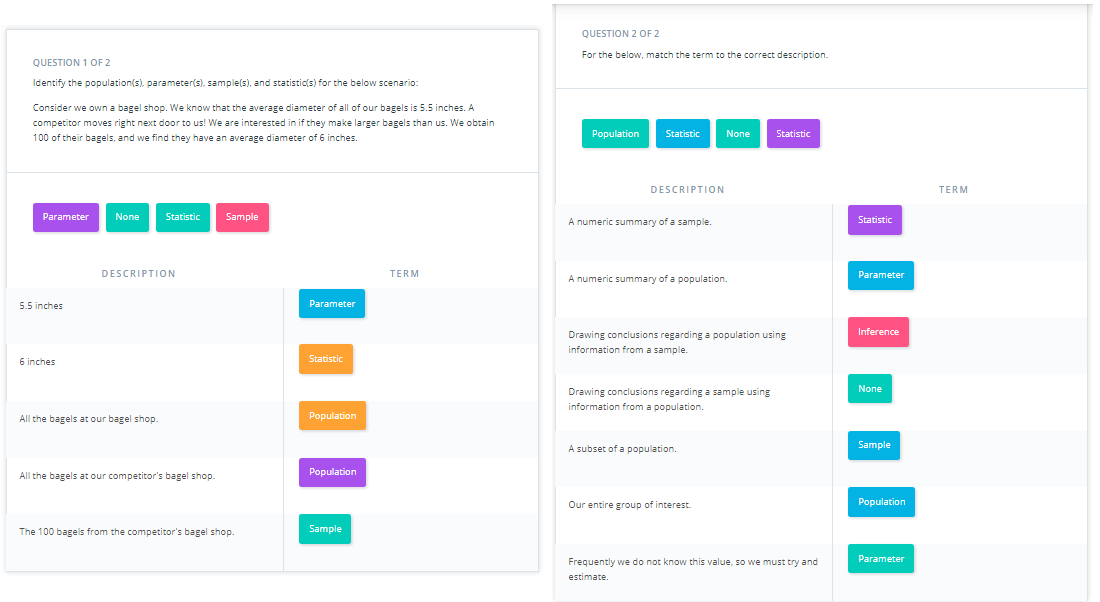 QUESTION 1 OF 2
Identify the population(s), parameter(s), sample(s), and statistic(s) for the below scenario:
Consider we own a bagel shop. We know that the average diameter of all of our bagels is 5.5 inches. A
competitor moves right next door to us! We are interested in if they make larger bagels than us. We obtain
100 of their bagels, and we find they have an average diameter of 6 inches.
Parameter None Statistic Sample
DESCRIPTION TERM
5.5 inches Parameter
6 inches Statistic
All the bagels at our bagel shop. Population
All the bagels at our competitor's bagel shop. Population
The 100 bagels from the competitor's bagel shop. Sample
QUESTION 2 OF 2
For the below, match the term to the correct description.
Population Statistic None Statistic
DESCRIPTION TERM
A numeric summary of a sample. Statistic
A numeric summary of a population. Parameter
Drawing conclusions regarding a population using
information from a sample. Inference
Drawing conclusions regarding a sample using
information from a population. None
A subset of a population. Sample
Our entire group of interest. Population
Frequently we do not know this value, so we must try and
estimate. Parameter